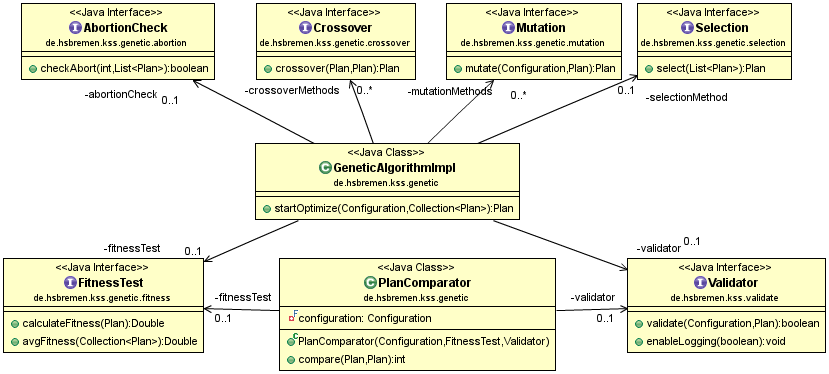 <<Java Interface>>
AbortionCheck
de.hsbremen.kss.genetic.abortion
checkAbort(int,List<Plan>):boolean
<<Java Interface>>
Crossover
de.hsbremen.kss.genetic.crossover
crossover(Plan,Plan):Plan
<<Java Interface>>
Mutation
de.hsbremen.kss.genetic.mutation
mutate(Configuration,Plan):Plan
<<Java Interface>>
Selection
de.hsbremen.kss.genetic.selection
select(List<Plan>):Plan
-abortionCheck
0..1
-crossoverMethods
0..*
-mutationMethods
0..*
0..1
-selectionMethod
<<Java Class>>
GeneticAlgorithmImpl
de.hsbremen.kss.genetic
startOptimize(Configuration,Collection<Plan>):Plan
-fitnessTest
0..1
-validator
0..1
<<Java Interface>>
FitnessTest
de.hsbremen.kss.genetic.fitness
calculateFitness(Plan):Double
avgFitness(Collection<Plan>):Double
-fitnessTest
0..1
<<Java Class>>
PlanComparator
de.hsbremen.kss.genetic
configuration: Configuration
PlanComparator(Configuration,FitnessTest,Validator)
compare(Plan,Plan):int
-validator
0..1
<<Java Interface>>
Validator
de.hsbremen.kss.validate
validate(Configuration,Plan):boolean
enableLogging(boolean):void